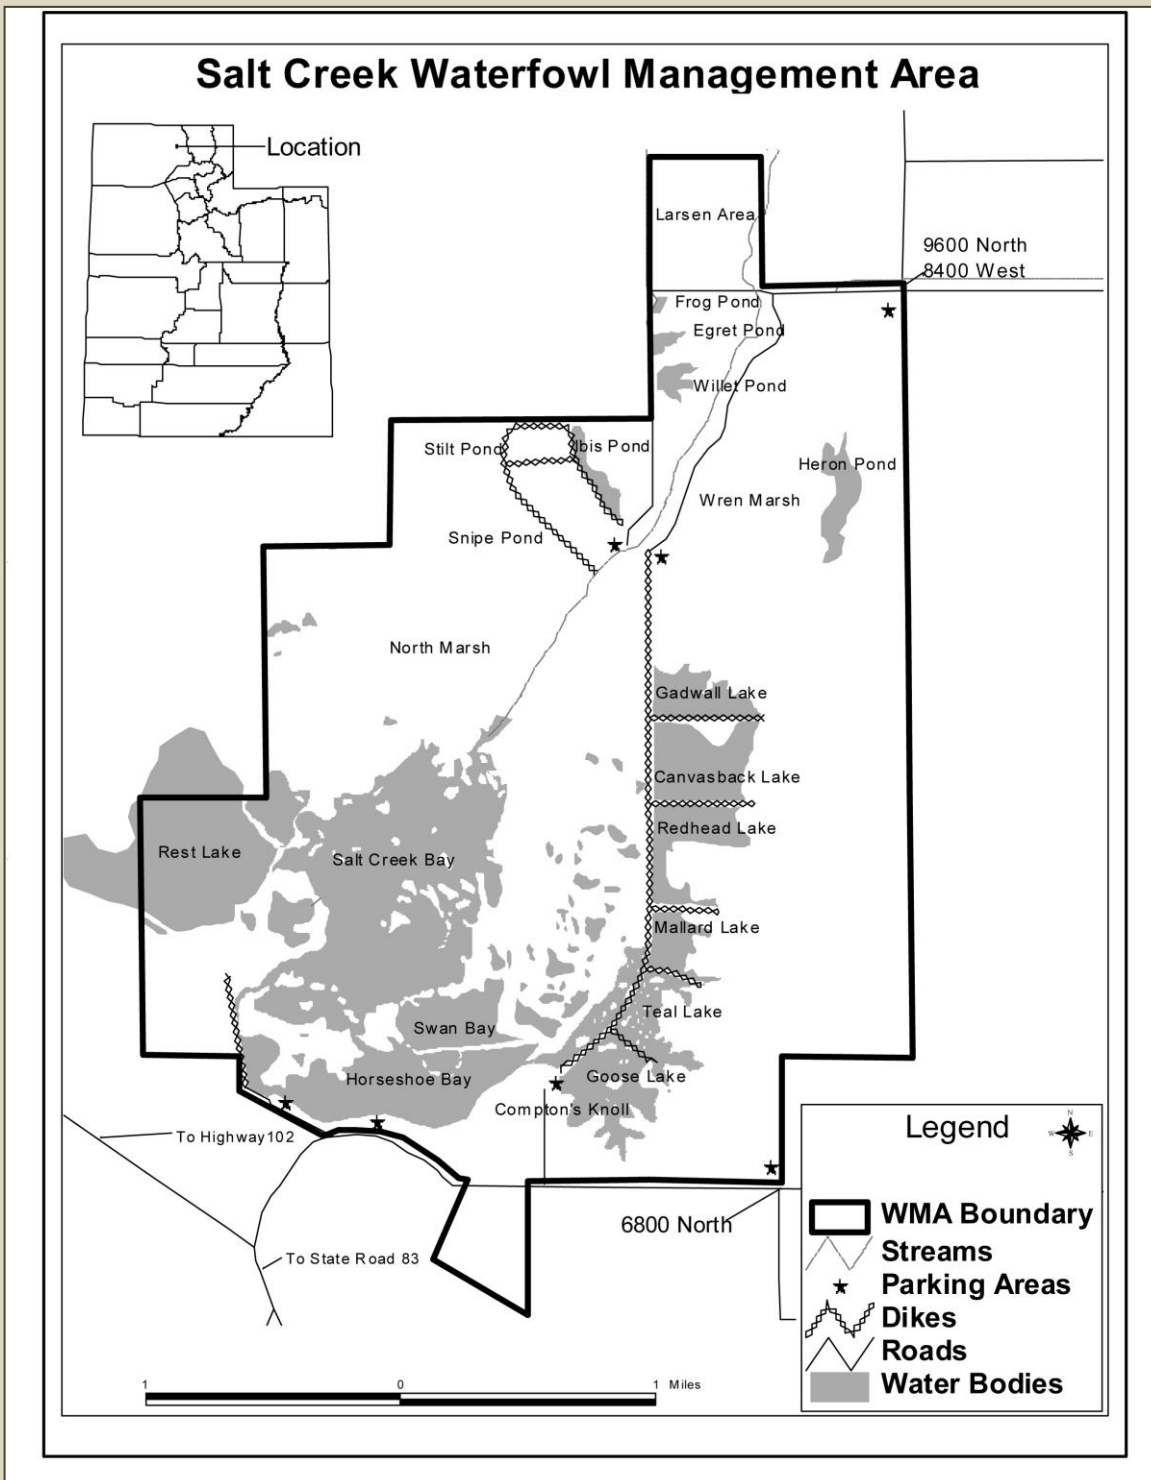 Salt Creek Waterfowl Management Area
Location
Larsen Area
9600 North
8400 West
Frog Pond
Egret Pond
Willet Pond
Stilt Pond
Ibis Pond
Heron Pond
Wren Marsh
Snipe Pond
North Marsh
Gadwall Lake
Canvasback Lake
Redhead Lake
Rest Lake
Salt Creek Bay
Mallard Lake
Teal Lake
Swan Bay
Goose Lake
Horseshoe Bay
Compton's Knoll
To Highway102
6800 North
To State Road 83
Legend
N
W
E
S
WMA Boundary
Streams
Parking Areas
Dikes
Roads
Water Bodies
1 0 1 Miles